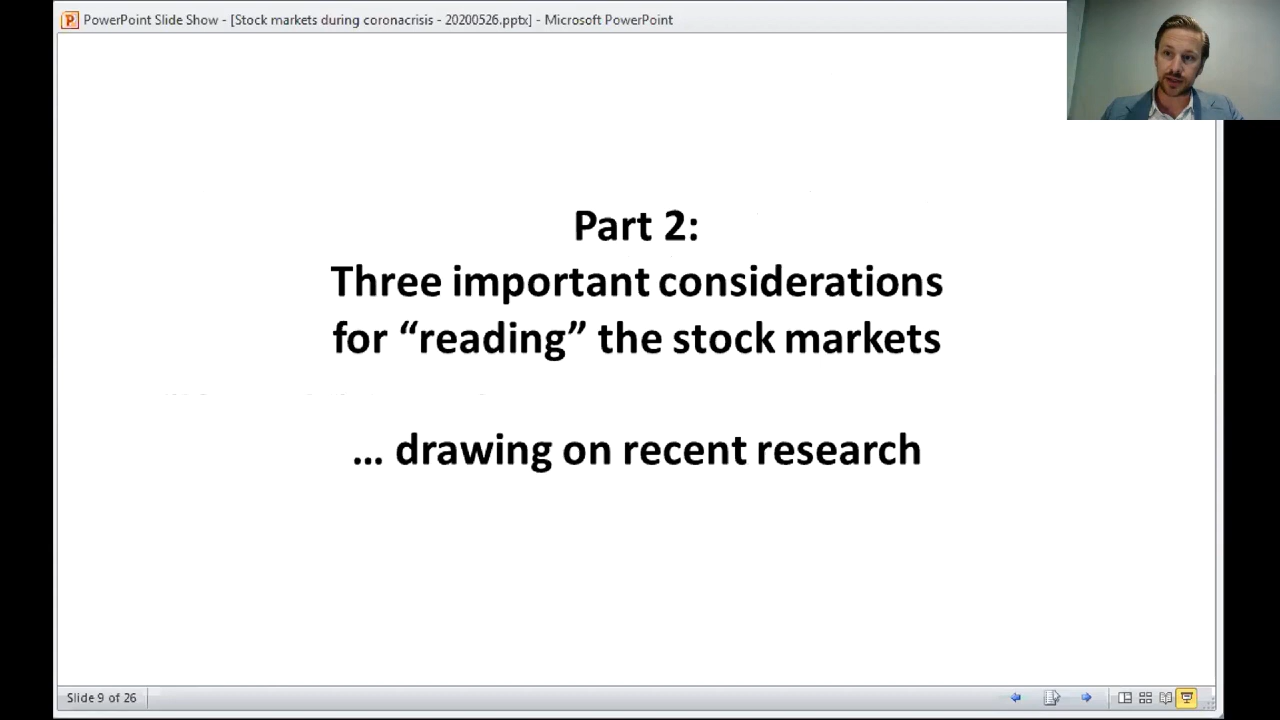 PowerPoint Slide Show - [Stock markets during coronacrisis - 20200526.pptx] - Microsoft PowerPoint
Part 2:
Three important considerations
for “reading” the stock markets
... drawing on recent research
Slide 9 of 26